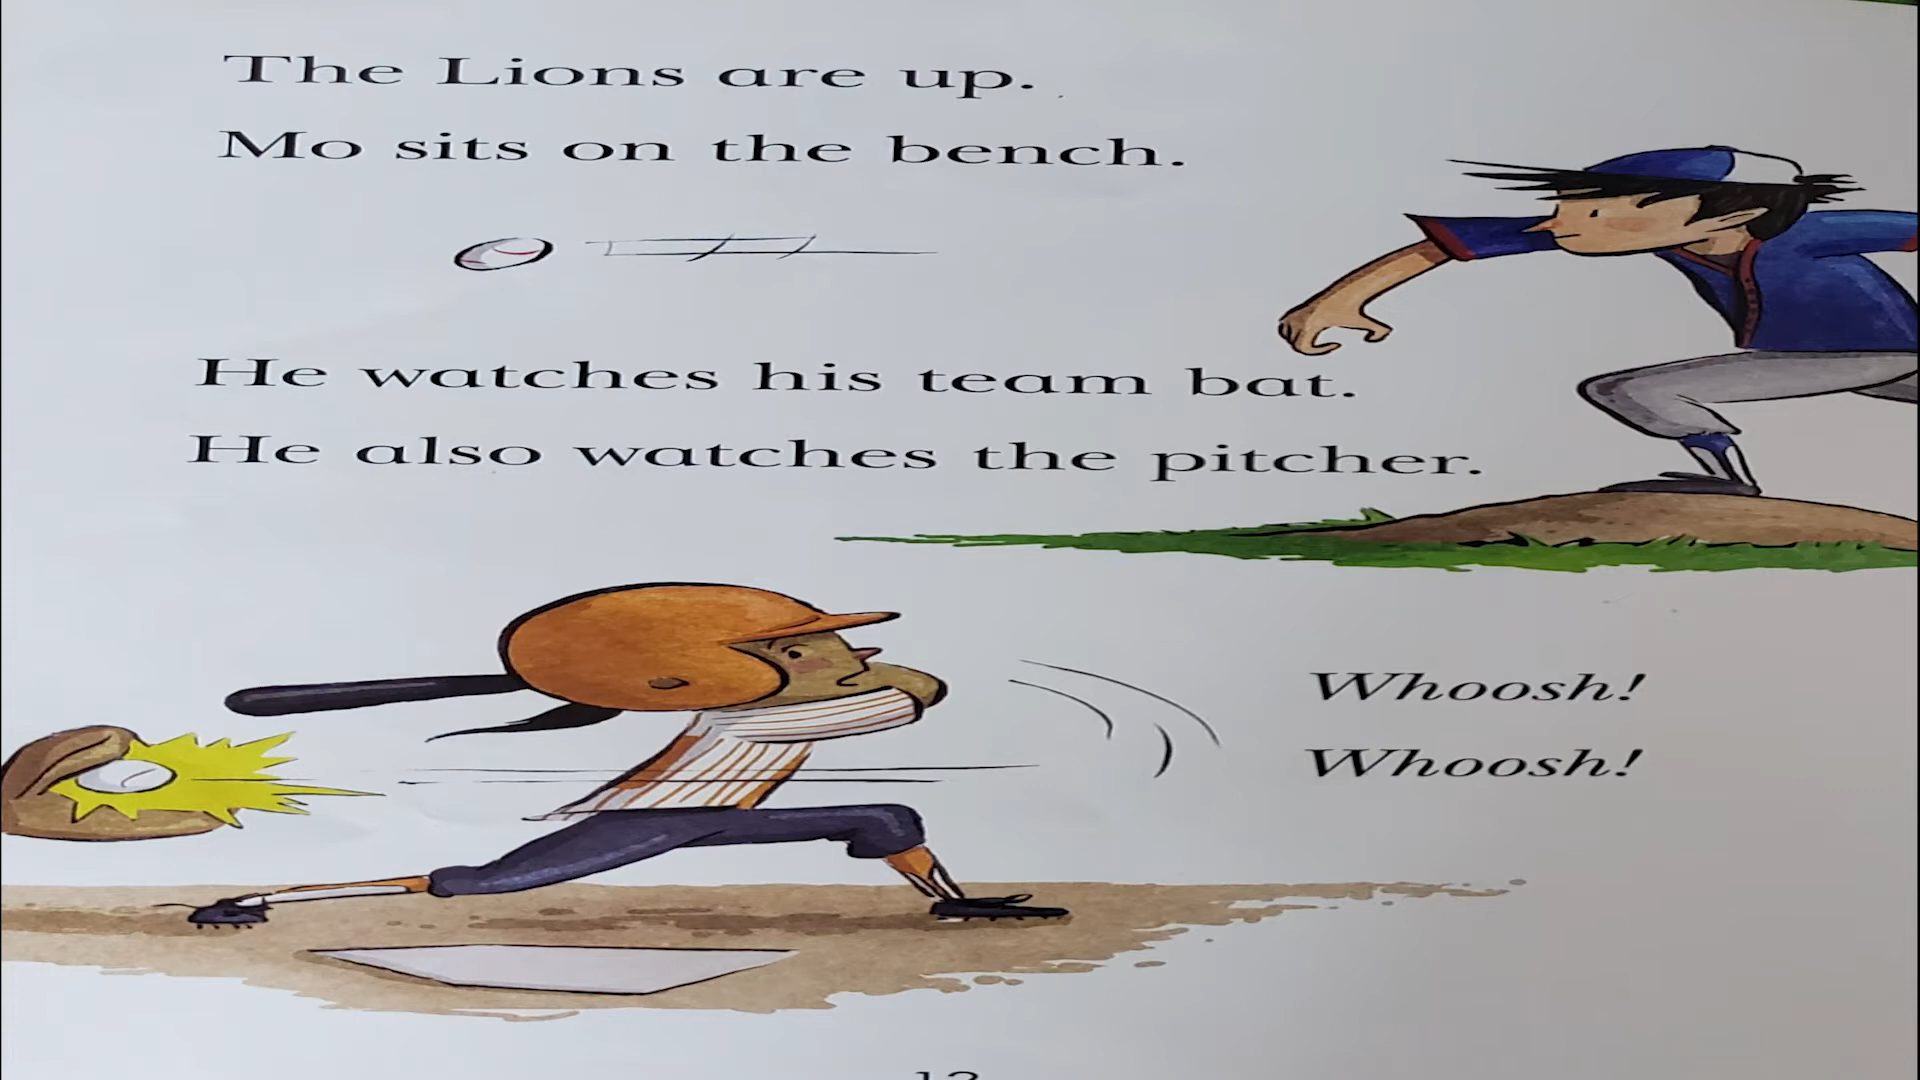 The Lions are up.
Mo sits on the bench.
He watches his team bat.
He also watches the pitcher.
Whoosh!
Whoosh!